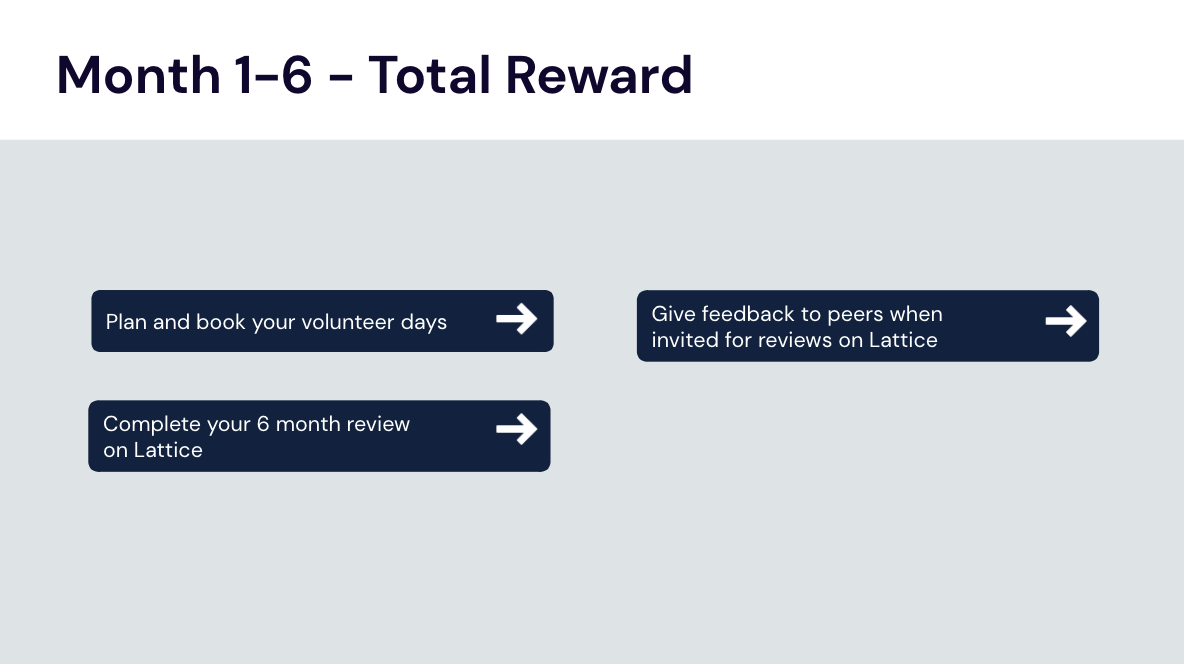 Month 1–6 – Total Reward
Plan and book your volunteer days
Give feedback to peers when
invited for reviews on Lattice
Complete your 6 month review
on Lattice